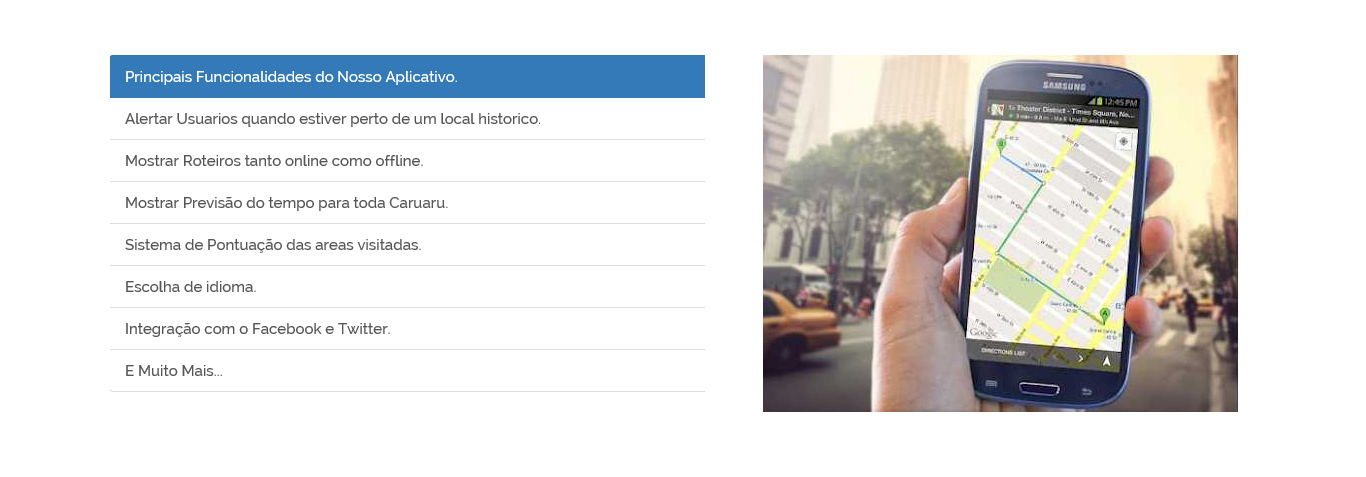 Principais Funcionalidades do Nosso Aplicativo.
Alertar Usuarios quando estiver perto de um local historico.
Mostrar Roteiros tanto online como offline.
Mostrar Previsão do tempo para toda Caruaru.
Sistema de Pontuação das areas visitadas.
Escolha de idioma.
Integração com o Facebook e Twitter.
E Muito Mais...
SAMSUNG
12:45 PM
To Theater District - Times Square, Ne...
Google
DIRECTIONS LIST